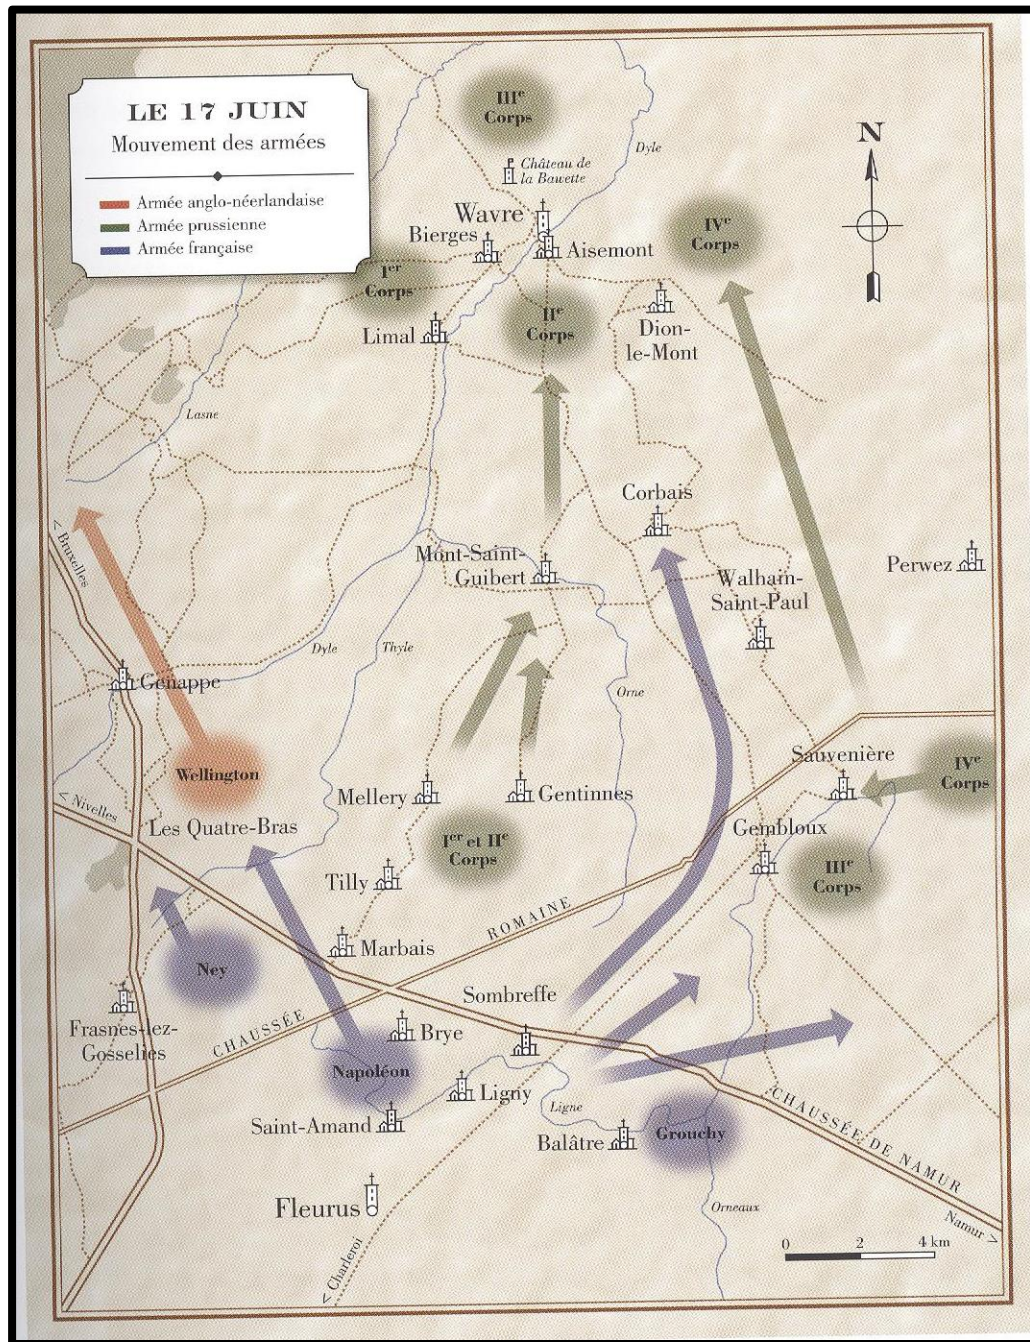 LE 17 JUIN
Mouvement des armées
Armée anglo-néerlandaise
Armée prussienne
Armée française
IIIe
Corps
Château de
la Bawette
Dyle
N
Wavre
Bierges
Aisemont
IVe
Corps
Ier
Corps
IIe
Corps
Limal
Dion-
le-Mont
Lasne
Corbais
< Bruxelles
Mont-Saint-
Guibert
Perwez
Walhain-
Saint-Paul
Dyle
Thyle
Orne
Genappe
Wellington
Sauvenière
IVe
Corps
< Nivelles
Mellery
Gentinnes
Les Quatre-Bras
Gembloux
Ier et IIe
Corps
IIIe
Corps
Tilly
ROMAINE
Marbais
Ney
Sombreffe
Frasnes-lez-
Gosselies
CHAUSSÉE
Brye
Napoléon
Ligny
Ligne
Saint-Amand
Balâtre
Grouchy
CHAUSSÉE DE NAMUR
Fleurus
Orneaux
Namur >
< Charleroi
0 2 4 km